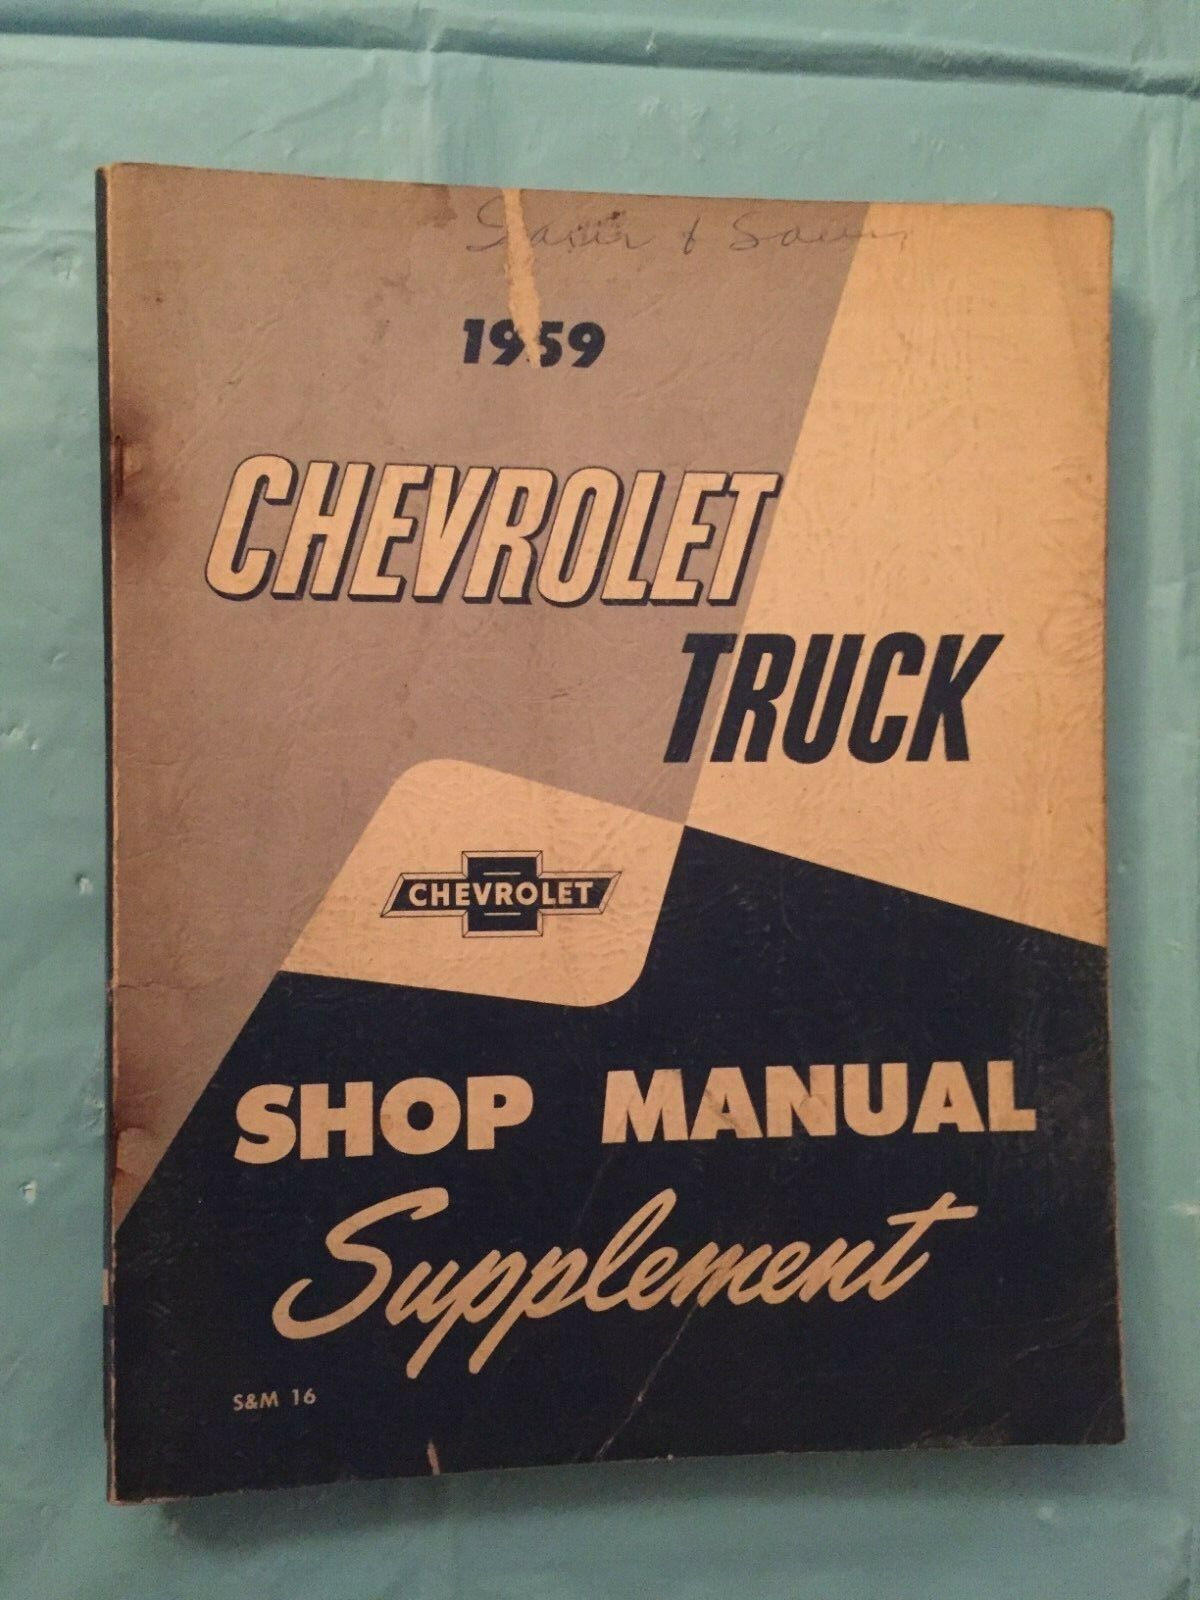 &
1959
CHEVROLET
TRUCK
CHEVROLET
SHOP MANUAL
Supplement
S&M 16